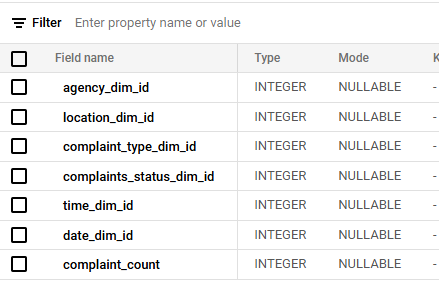 Filter Enter property name or value
Field name Type Mode K
agency_dim_id INTEGER NULLABLE -
location_dim_id INTEGER NULLABLE -
complaint_type_dim_id INTEGER NULLABLE -
complaints_status_dim_id INTEGER NULLABLE -
time_dim_id INTEGER NULLABLE -
date_dim_id INTEGER NULLABLE -
complaint_count INTEGER NULLABLE -